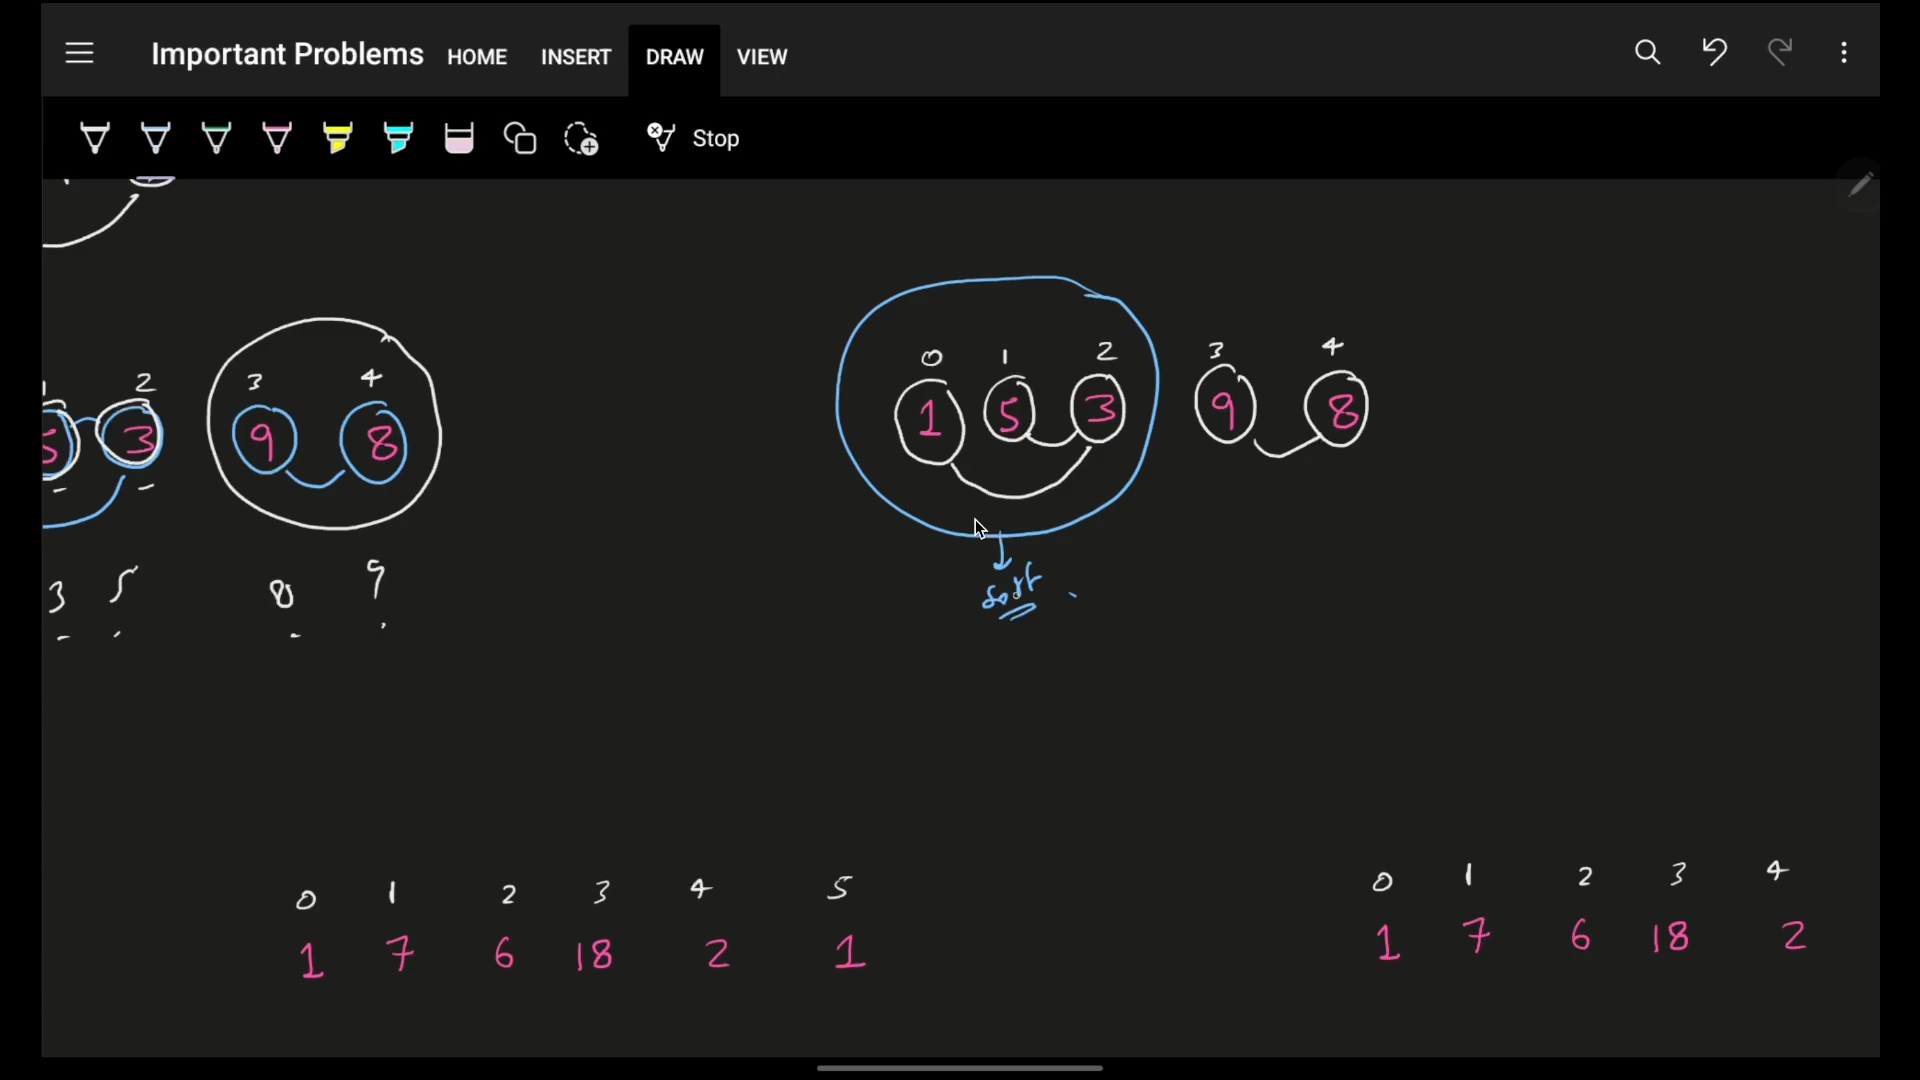 Important Problems HOME INSERT DRAW VIEW
Stop
0 1 2 3 4
1 5 3 9 8
1 2 3 4
5 3 9 8
3 5 8 9
sort
0 1 2 3 4 5
1 7 6 18 2 1
0 1 2 3 4
1 7 6 18 2